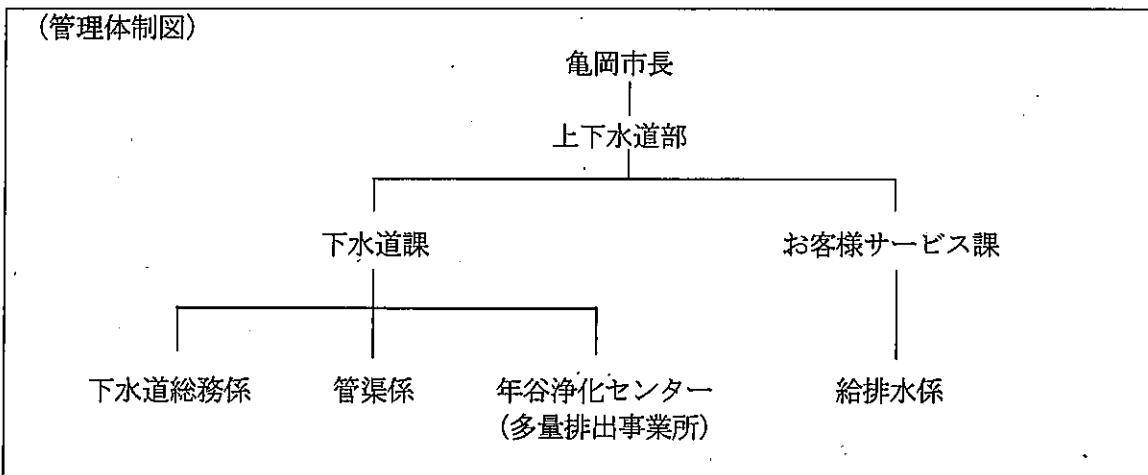 (管理体制図)
亀岡市長
上下水道部
下水道課
お客様サービス課
下水道総務係
管渠係
年谷浄化センター
(多量排出事業所)
給排水係